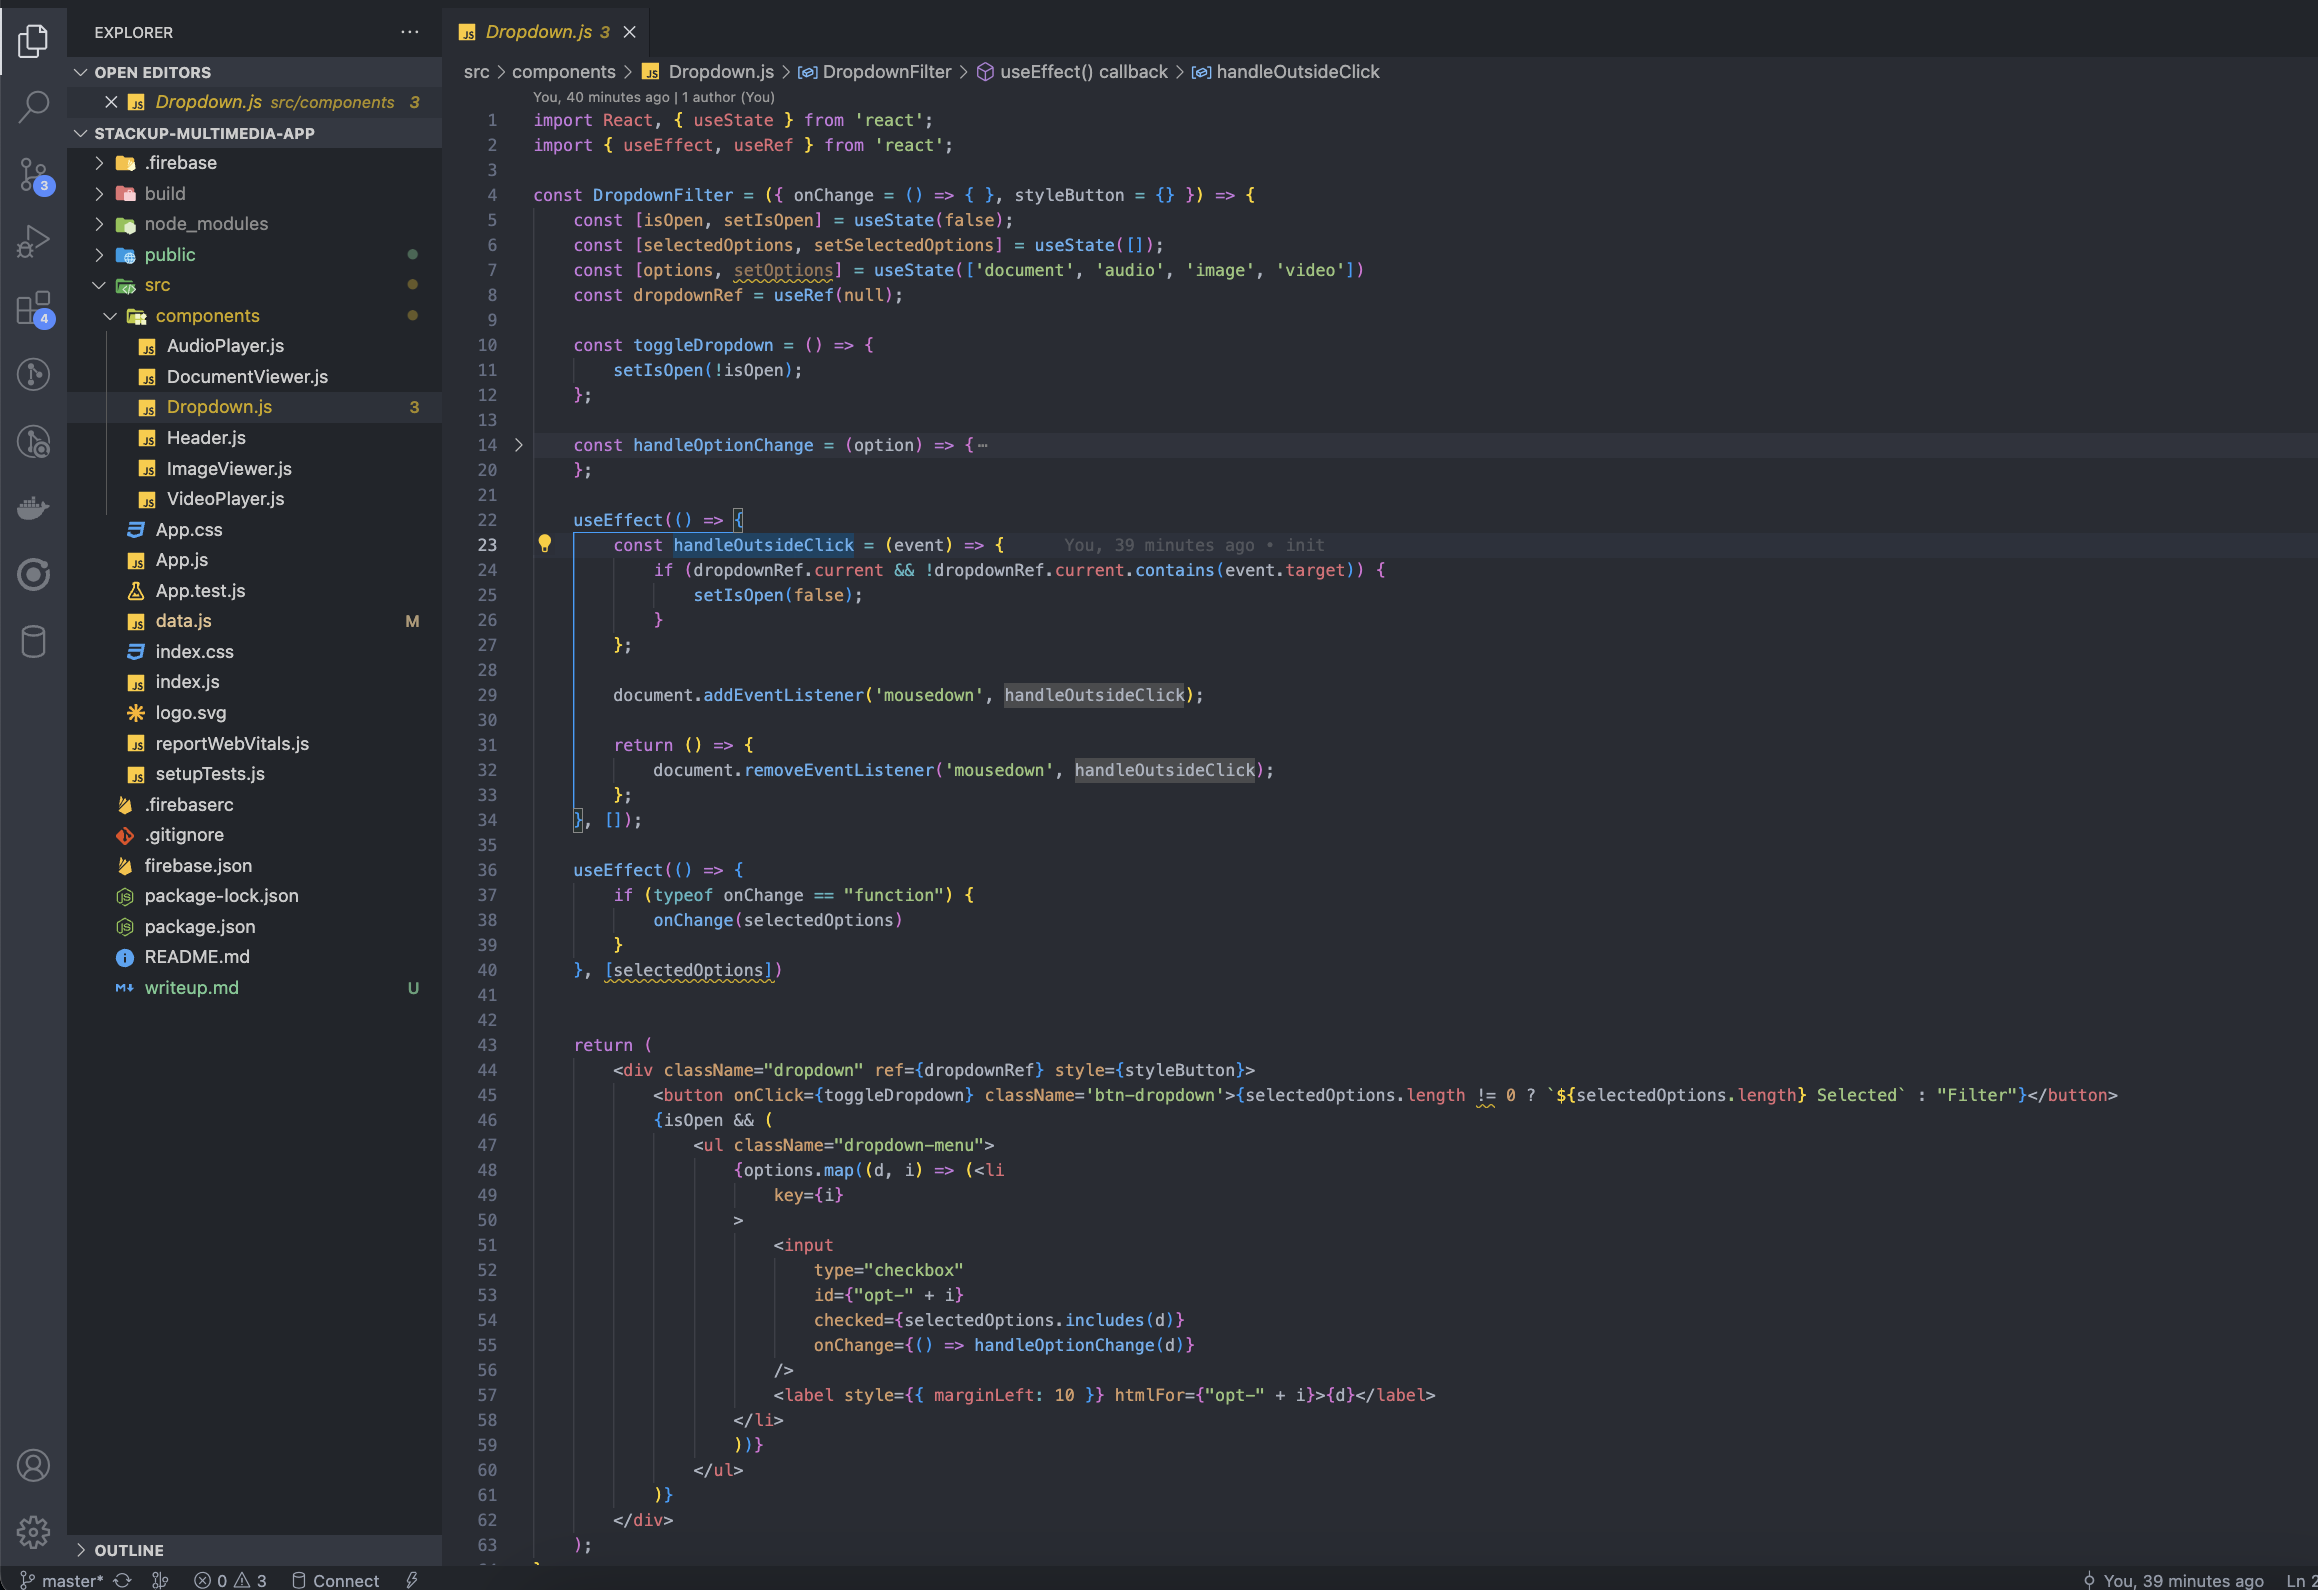 EXPLORER
OPEN EDITORS
Dropdown.js src/components 3
STACKUP-MULTIMEDIA-APP
.firebase
build
node_modules
public
src
components
AudioPlayer.js
DocumentViewer.js
Dropdown.js 3
Header.js
ImageViewer.js
VideoPlayer.js
App.css
App.js
App.test.js
data.js M
index.css
index.js
logo.svg
reportWebVitals.js
setupTests.js
.firebaserc
.gitignore
firebase.json
package-lock.json
package.json
README.md
writeup.md U
OUTLINE
3
4
Dropdown.js 3
src > components > Dropdown.js > DropdownFilter > useEffect() callback > handleOutsideClick
You, 40 minutes ago | 1 author (You)
1 import React, { useState } from 'react';
2 import { useEffect, useRef } from 'react';
3
4 const DropdownFilter = ({ onChange = () => { }, styleButton = {} }) => {
5 const [isOpen, setIsOpen] = useState(false);
6 const [selectedOptions, setSelectedOptions] = useState([]);
7 const [options, setOptions] = useState(['document', 'audio', 'image', 'video'])
8 const dropdownRef = useRef(null);
9
10 const toggleDropdown = () => {
11 setIsOpen(!isOpen);
12 };
13
14 const handleOptionChange = (option) => {⋯
20 };
21
22 useEffect(() => {
23 const handleOutsideClick = (event) => { You, 39 minutes ago • init
24 if (dropdownRef.current && !dropdownRef.current.contains(event.target)) {
25 setIsOpen(false);
26 }
27 };
28
29 document.addEventListener('mousedown', handleOutsideClick);
30
31 return () => {
32 document.removeEventListener('mousedown', handleOutsideClick);
33 };
34 }, []);
35
36 useEffect(() => {
37 if (typeof onChange == "function") {
38 onChange(selectedOptions)
39 }
40 }, [selectedOptions])
41
42
43 return (
44 <div className="dropdown" ref={dropdownRef} style={styleButton}>
45 <button onClick={toggleDropdown} className='btn-dropdown'>{selectedOptions.length != 0 ? `${selectedOptions.length} Selected` : "Filter"}</button>
46 {isOpen && (
47 <ul className="dropdown-menu">
48 {options.map((d, i) => (<li
49 key={i}
50 >
51 <input
52 type="checkbox"
53 id={"opt-" + i}
54 checked={selectedOptions.includes(d)}
55 onChange={() => handleOptionChange(d)}
56 />
57 <label style={{ marginLeft: 10 }} htmlFor={"opt-" + i}>{d}</label>
58 </li>
59 ))}
60 </ul>
61 )}
62 </div>
63 );
master* 0 3 Connect You, 39 minutes ago Ln